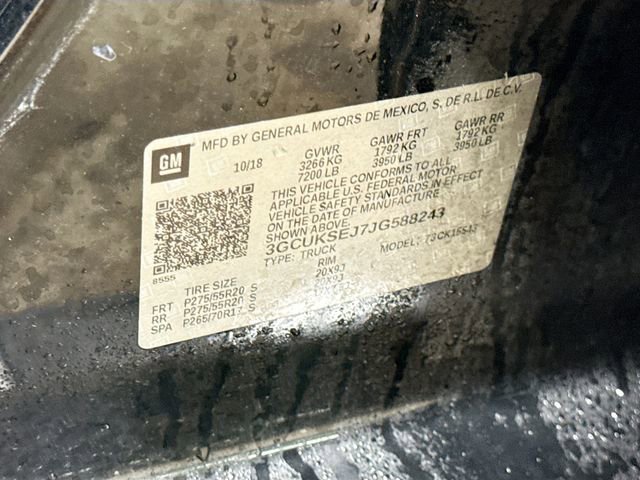 MFD BY GENERAL MOTORS DE MEXICO, S. DE R.L. DE C.V.
GM
10/18 GVWR GAWR FRT GAWR RR
3266 KG 1792 KG 1792 KG
7200 LB 3950 LB 3950 LB
THIS VEHICLE CONFORMS TO ALL
APPLICABLE U.S. FEDERAL MOTOR
VEHICLE SAFETY STANDARDS IN EFFECT
ON THE DATE OF MANUFACTURE
SHOWN ABOVE.
3GCUKSEJ7JG588243
TYPE: TRUCK MODEL:
8555
TIRE SIZE RIM
FRT P275/55R20 S 20X9J
RR P275/55R20 S 20X9J
SPA P265/70R17 S